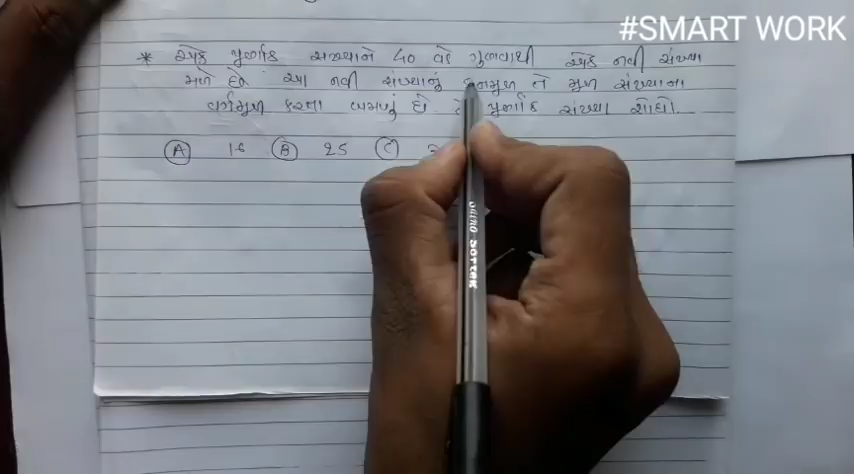 #SMART WORK
* એક પુર્ણાંક સંખ્યાને 40 વડે ગુણવાથી એક નવી સંખ્યા
મળે છે આ નવી સંખ્યાનું ઘનમુળ તે મુળ સંખ્યાના
વર્ગમુળ કરતા બમણું છે પુર્ણાંક સંખ્યા શોધો.
(A) 16 (B) 25 (C)